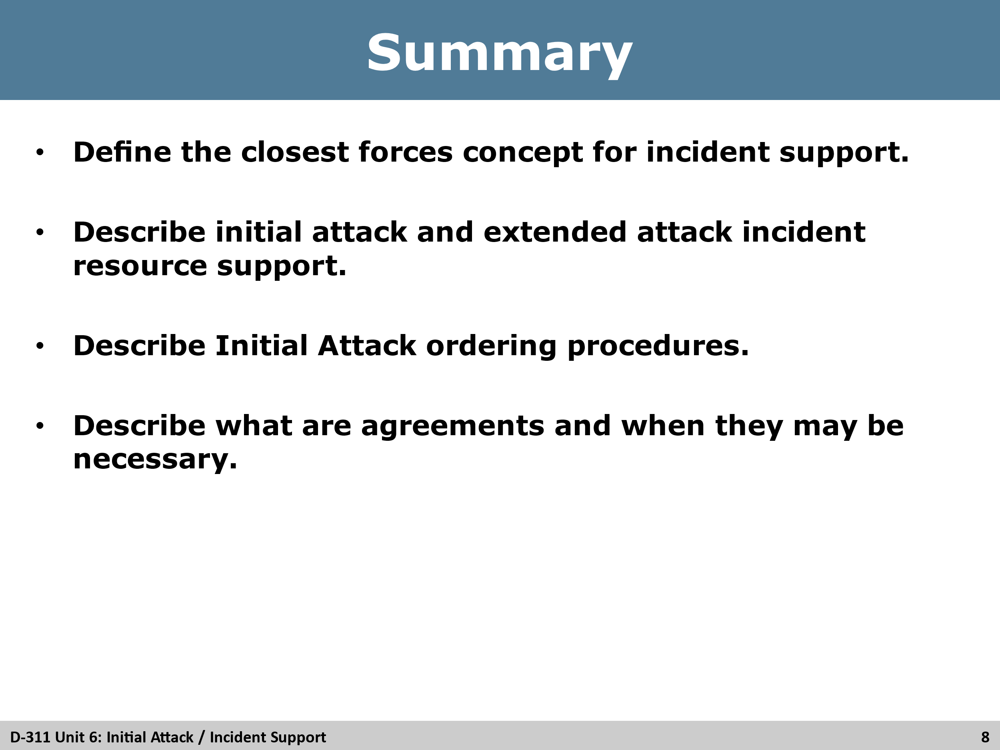 Summary
• Define the closest forces concept for incident support.
• Describe initial attack and extended attack incident
resource support.
• Describe Initial Attack ordering procedures.
• Describe what are agreements and when they may be
necessary.
D-311 Unit 6: Initial Attack / Incident Support 8